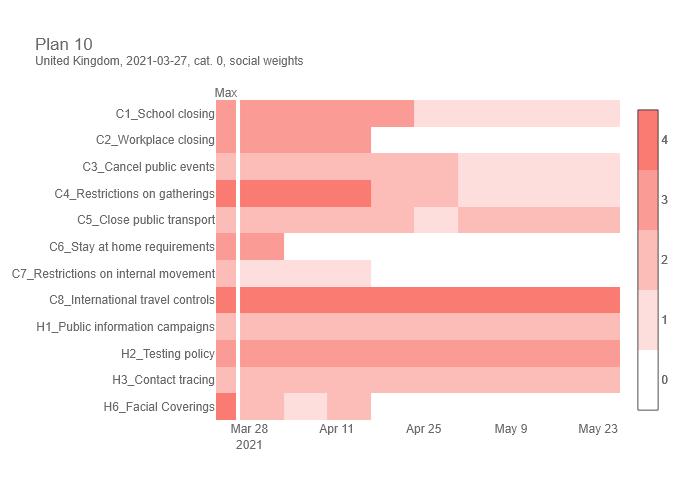 Plan 10
United Kingdom, 2021-03-27, cat. 0, social weights
Max
C1_School closing
C2_Workplace closing
C3_Cancel public events
C4_Restrictions on gatherings
C5_Close public transport
C6_Stay at home requirements
C7_Restrictions on internal movement
C8_International travel controls
H1_Public information campaigns
H2_Testing policy
H3_Contact tracing
H6_Facial Coverings
Mar 28 Apr 11 Apr 25 May 9 May 23
2021
4
3
2
1
0